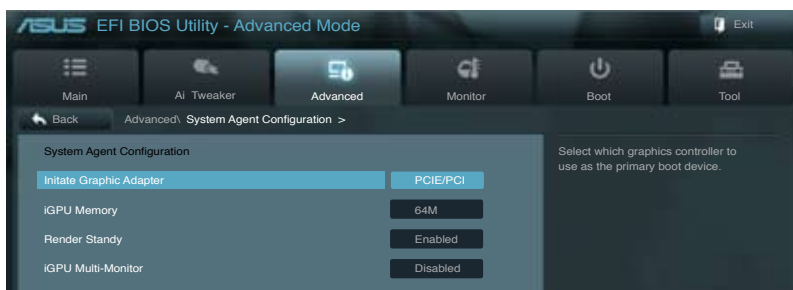 ASUS EFI BIOS Utility - Advanced Mode
Exit
Main
Ai Tweaker
Advanced
Monitor
Boot
Tool
Back
Advanced\ System Agent Configuration >
System Agent Configuration
Select which graphics controller to
use as the primary boot device.
Initate Graphic Adapter PCIE/PCI
iGPU Memory 64M
Render Standy Enabled
iGPU Multi-Monitor Disabled